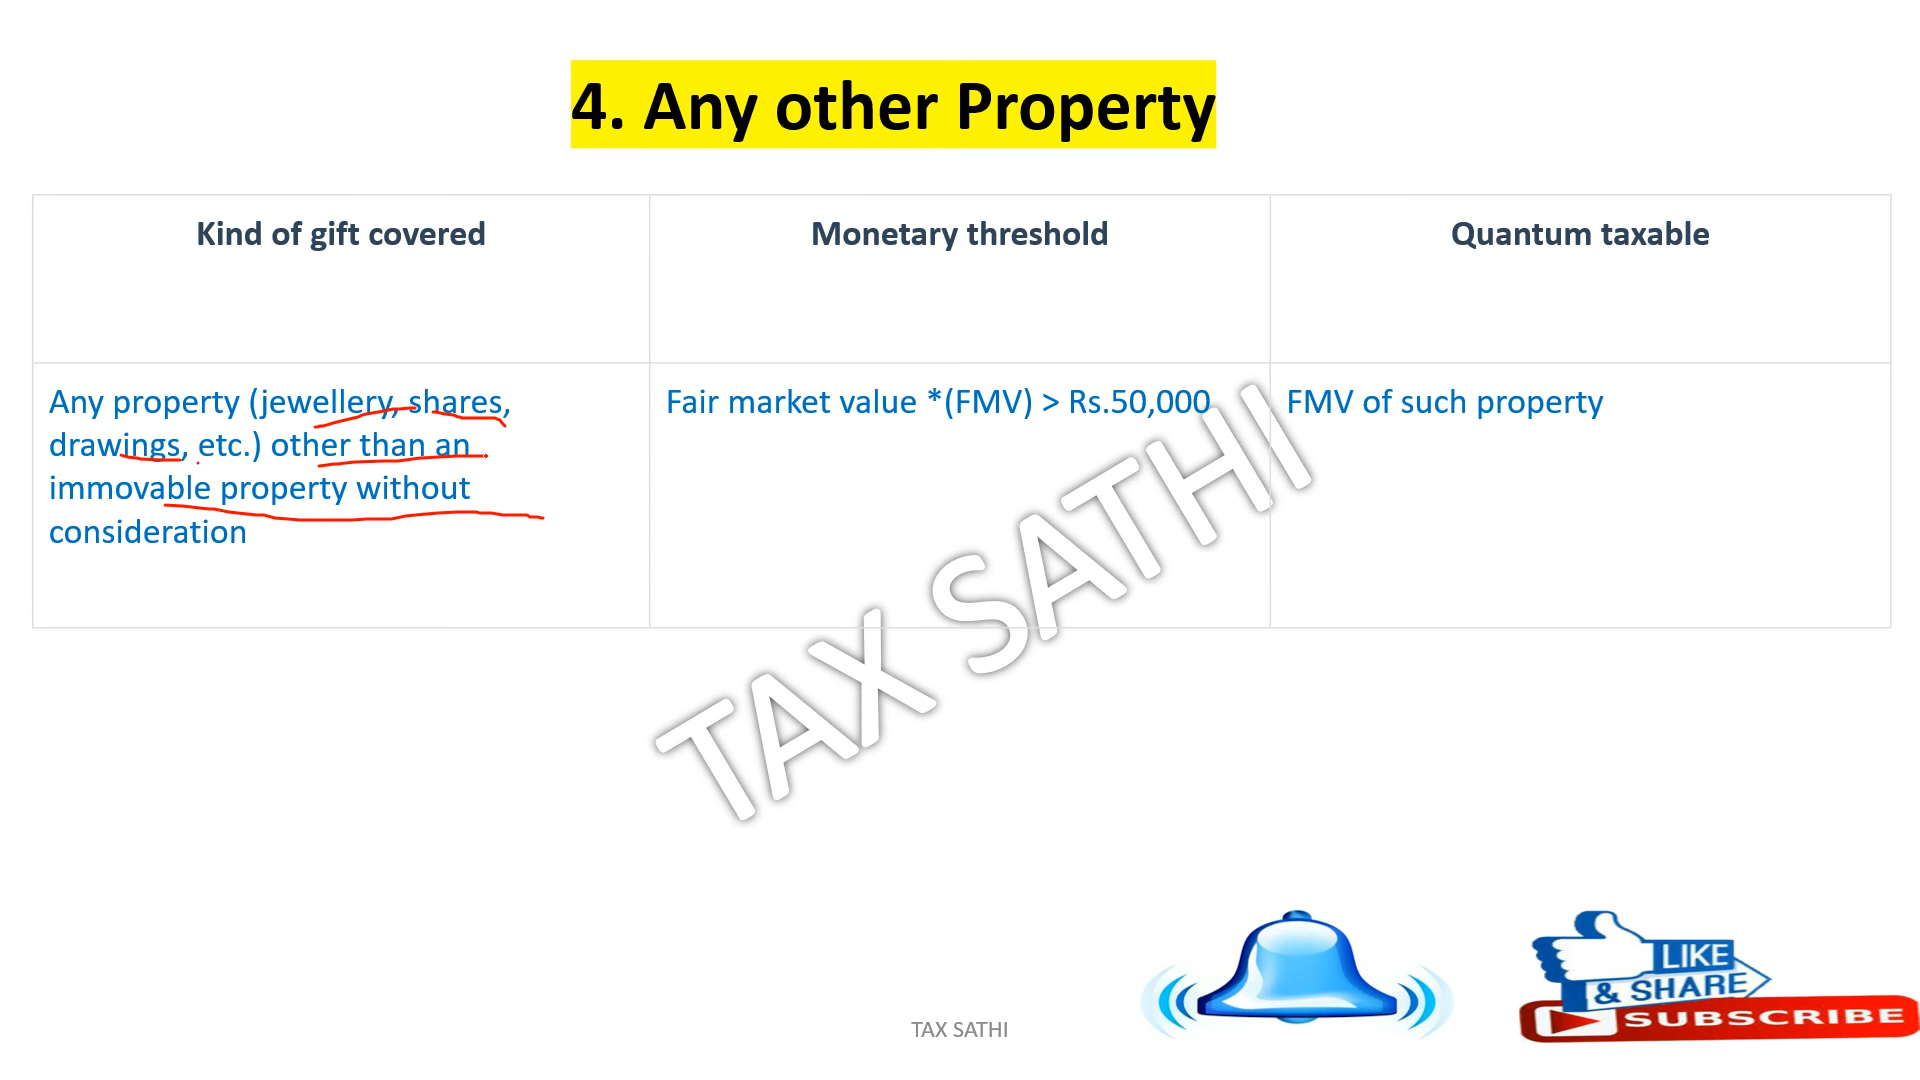 4. Any other Property
Kind of gift covered
Monetary threshold
Quantum taxable
Any property (jewellery, shares,
drawings, etc.) other than an
immovable property without
consideration
Fair market value *(FMV) > Rs.50,000
FMV of such property
TAX SATHI
LIKE
& SHARE
SUBSCRIBE
TAX SATHI